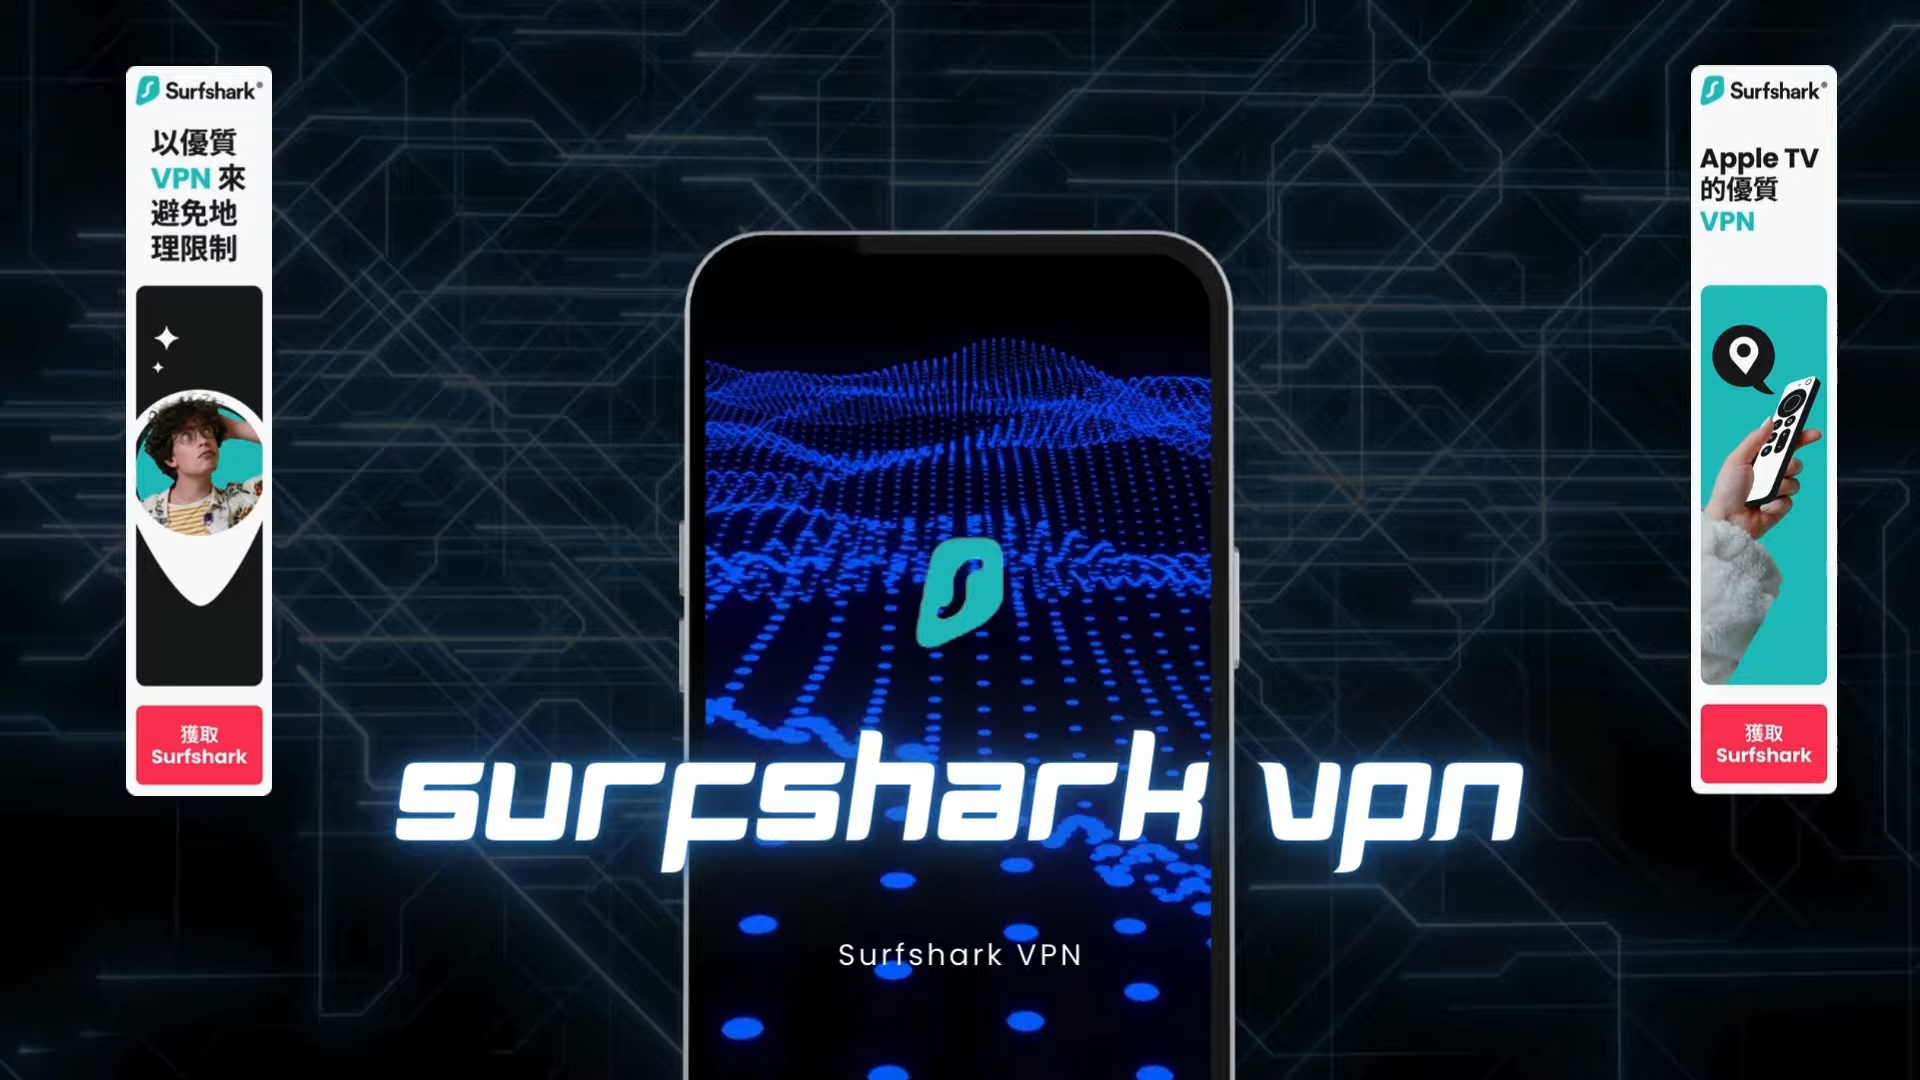 Surfshark®
以優質
VPN 來
避免地
理限制
獲取
Surfshark
Surfshark®
Apple TV
的優質
VPN
獲取
Surfshark
surfshark vpn
Surfshark VPN